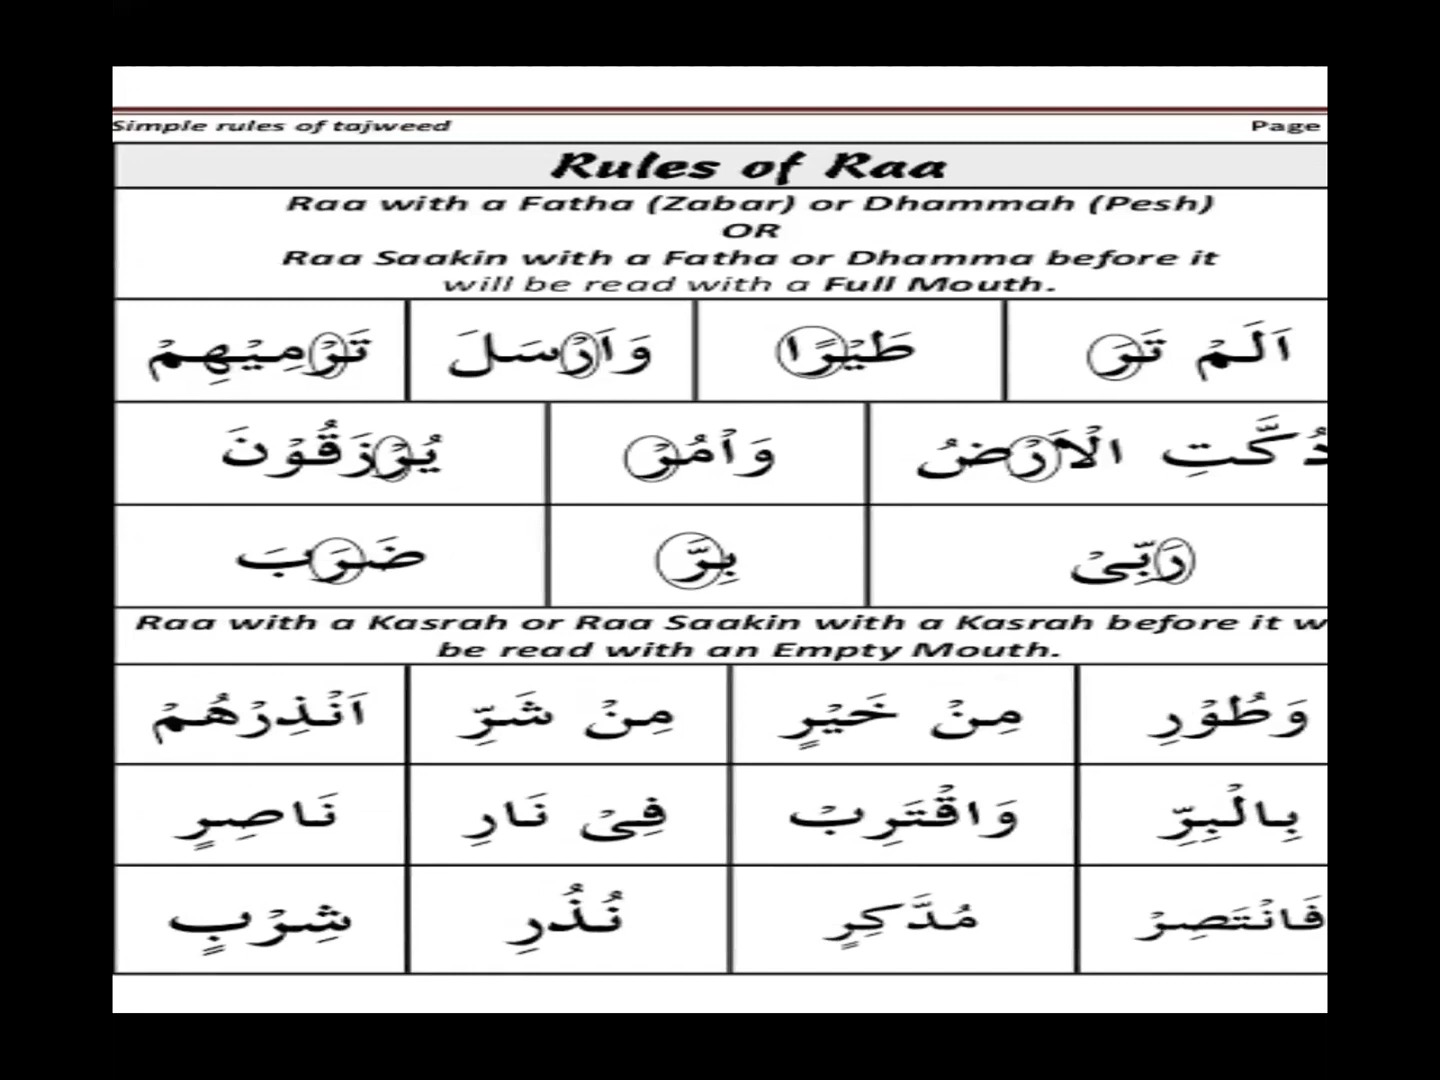 Simple rules of tajweed Page
Rules of Raa
Raa with a Fatha (Zabar) or Dhammah (Pesh)
OR
Raa Saakin with a Fatha or Dhamma before it
will be read with a Full Mouth.
اَلَمْ تَرَ طَيْرًا وَاَرْسَلَ تَرْمِيْهِمْ
دُكَّتِ الْاَرْضُ وَاْمُرْ يُرْزَقُوْنَ
رَبِّىْ بِرَّ ضَرَبَ
Raa with a Kasrah or Raa Saakin with a Kasrah before it w
be read with an Empty Mouth.
وَطُوْرِ مِنْ خَيْرٍ مِنْ شَرِّ اَنْذِرْهُمْ
بِالْبِرِّ وَاقْتَرِبْ فِىْ نَارِ نَاصِرٍ
فَانْتَصِرْ مُدَّكِرٍ نُذُرِ شِرْبٍ